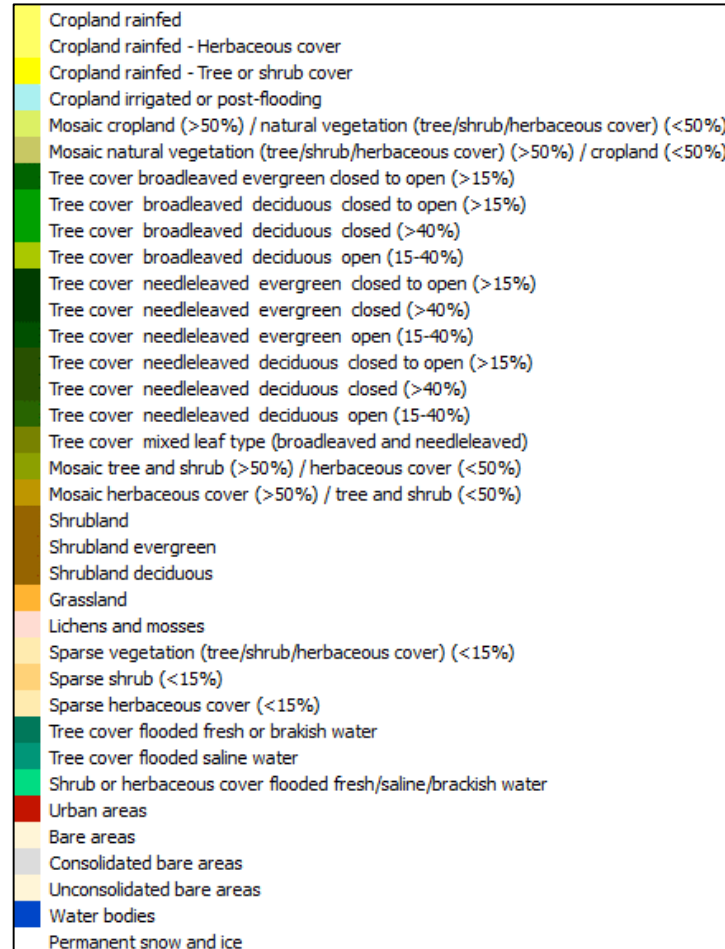 Cropland rainfed
Cropland rainfed - Herbaceous cover
Cropland rainfed - Tree or shrub cover
Cropland irrigated or post-flooding
Mosaic cropland (>50%) / natural vegetation (tree/shrub/herbaceous cover) (<50%)
Mosaic natural vegetation (tree/shrub/herbaceous cover) (>50%) / cropland (<50%)
Tree cover broadleaved evergreen closed to open (>15%)
Tree cover broadleaved deciduous closed to open (>15%)
Tree cover broadleaved deciduous closed (>40%)
Tree cover broadleaved deciduous open (15-40%)
Tree cover needleleaved evergreen closed to open (>15%)
Tree cover needleleaved evergreen closed (>40%)
Tree cover needleleaved evergreen open (15-40%)
Tree cover needleleaved deciduous closed to open (>15%)
Tree cover needleleaved deciduous closed (>40%)
Tree cover needleleaved deciduous open (15-40%)
Tree cover mixed leaf type (broadleaved and needleleaved)
Mosaic tree and shrub (>50%) / herbaceous cover (<50%)
Mosaic herbaceous cover (>50%) / tree and shrub (<50%)
Shrubland
Shrubland evergreen
Shrubland deciduous
Grassland
Lichens and mosses
Sparse vegetation (tree/shrub/herbaceous cover) (<15%)
Sparse shrub (<15%)
Sparse herbaceous cover (<15%)
Tree cover flooded fresh or brakish water
Tree cover flooded saline water
Shrub or herbaceous cover flooded fresh/saline/brackish water
Urban areas
Bare areas
Consolidated bare areas
Unconsolidated bare areas
Water bodies
Permanent snow and ice